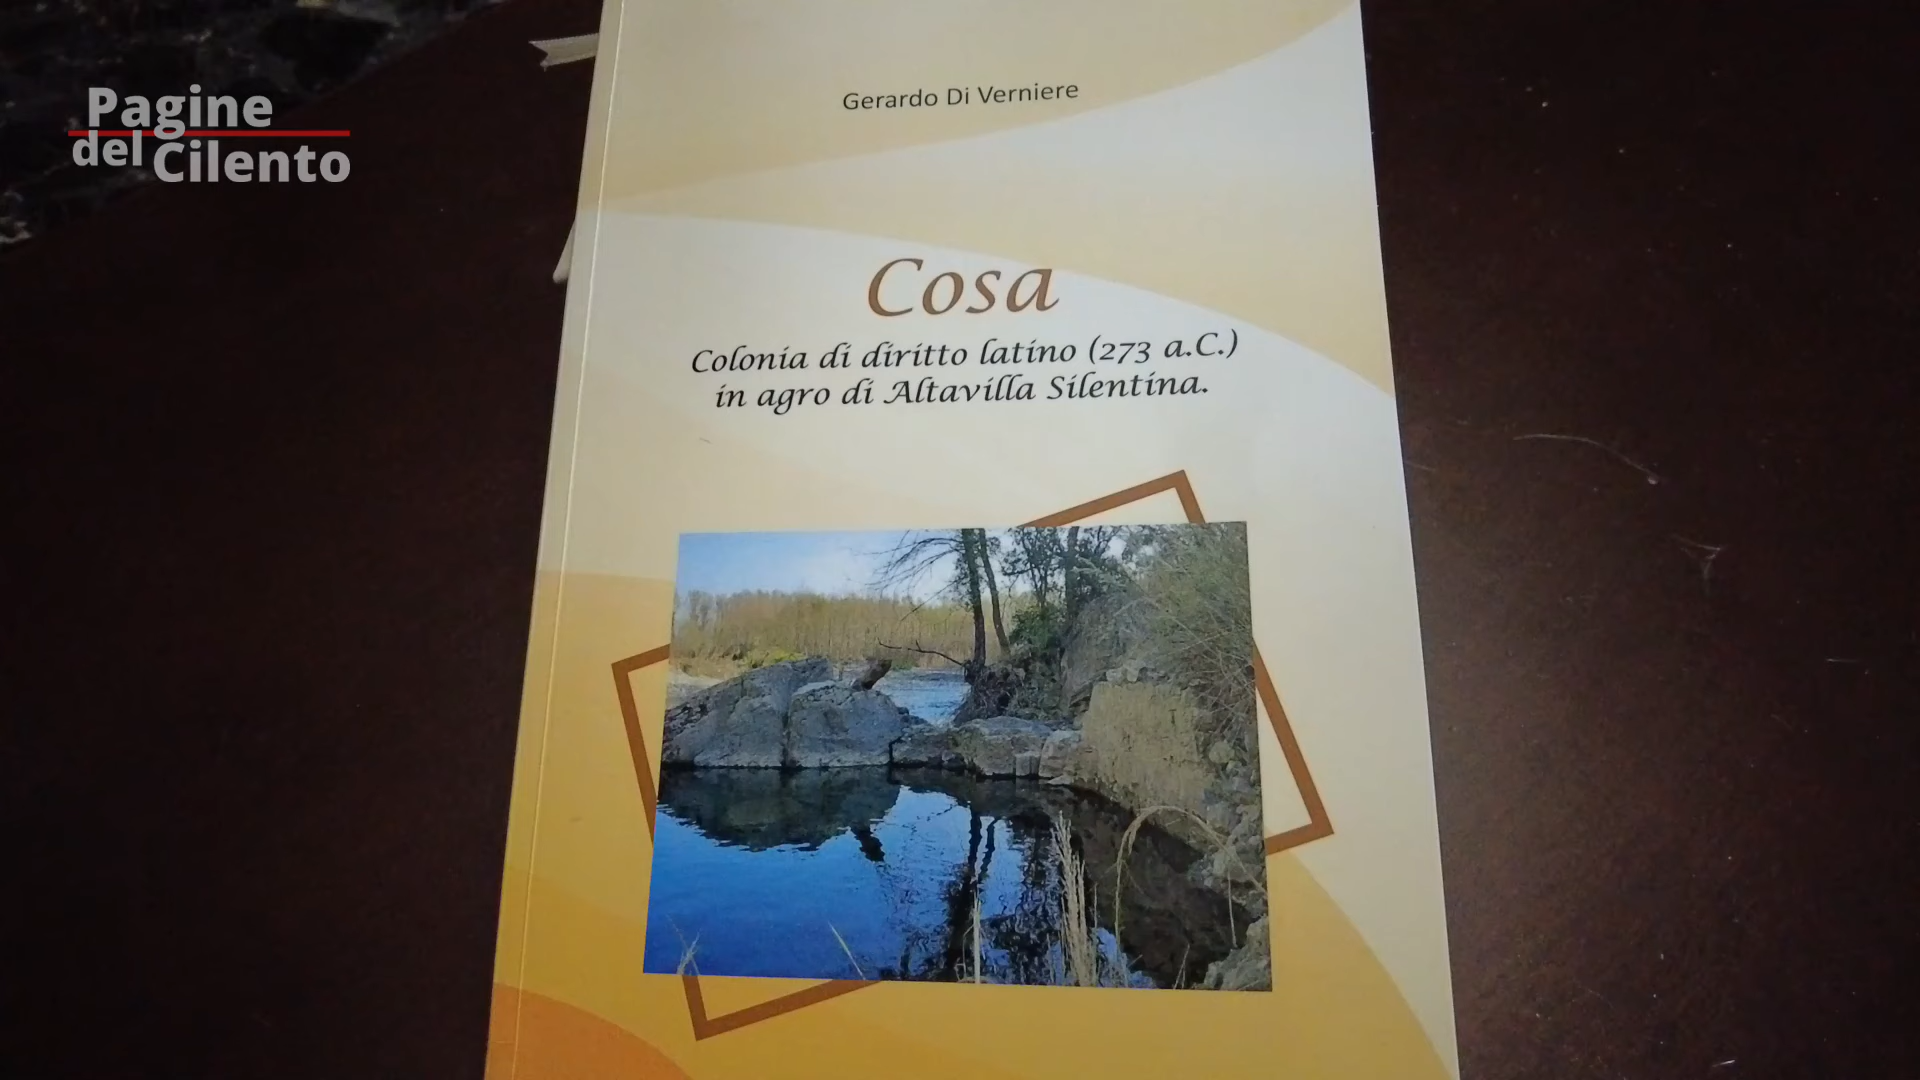 Pagine
del Cilento
Gerardo Di Verniere
Cosa
Colonia di diritto latino (273 a.C.)
in agro di Altavilla Silentina.